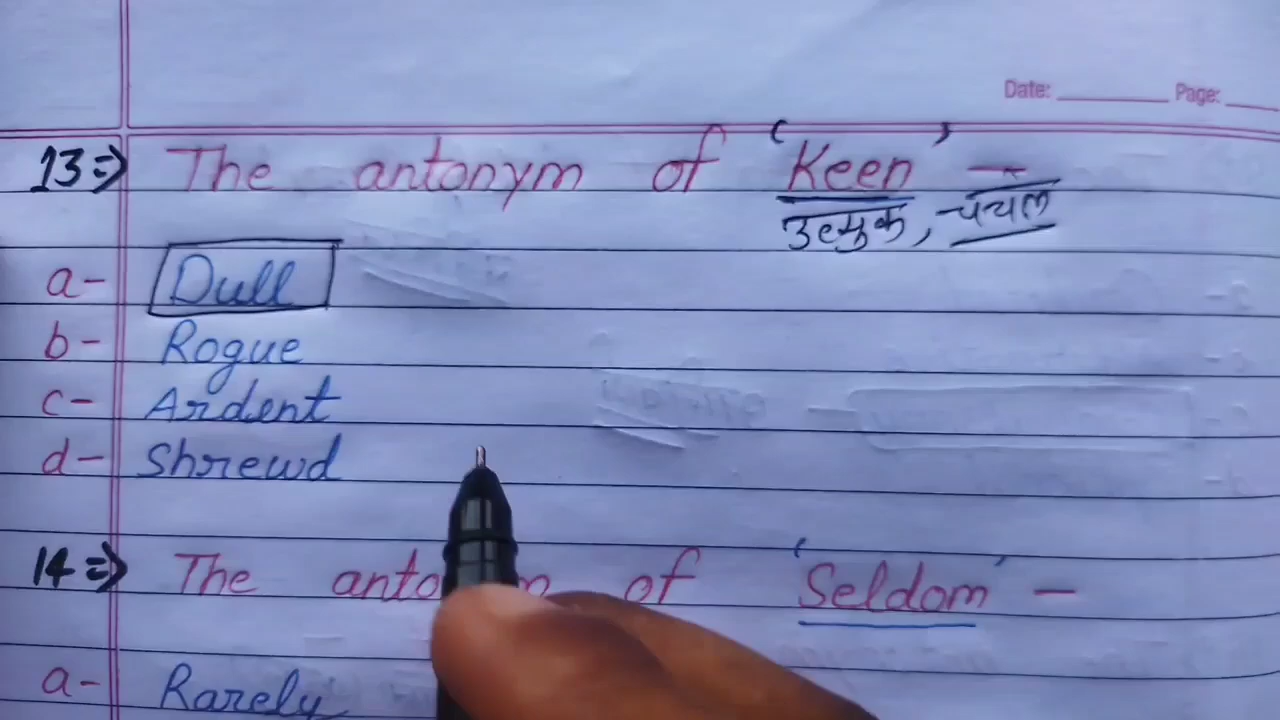 Date: Page:
13⇒ The antonym of 'Keen' -
उत्सुक, चंचल
a- Dull
b- Rogue
c- Ardent
d- Shrewd
14⇒ The of 'Seldom' -
a- Rarely